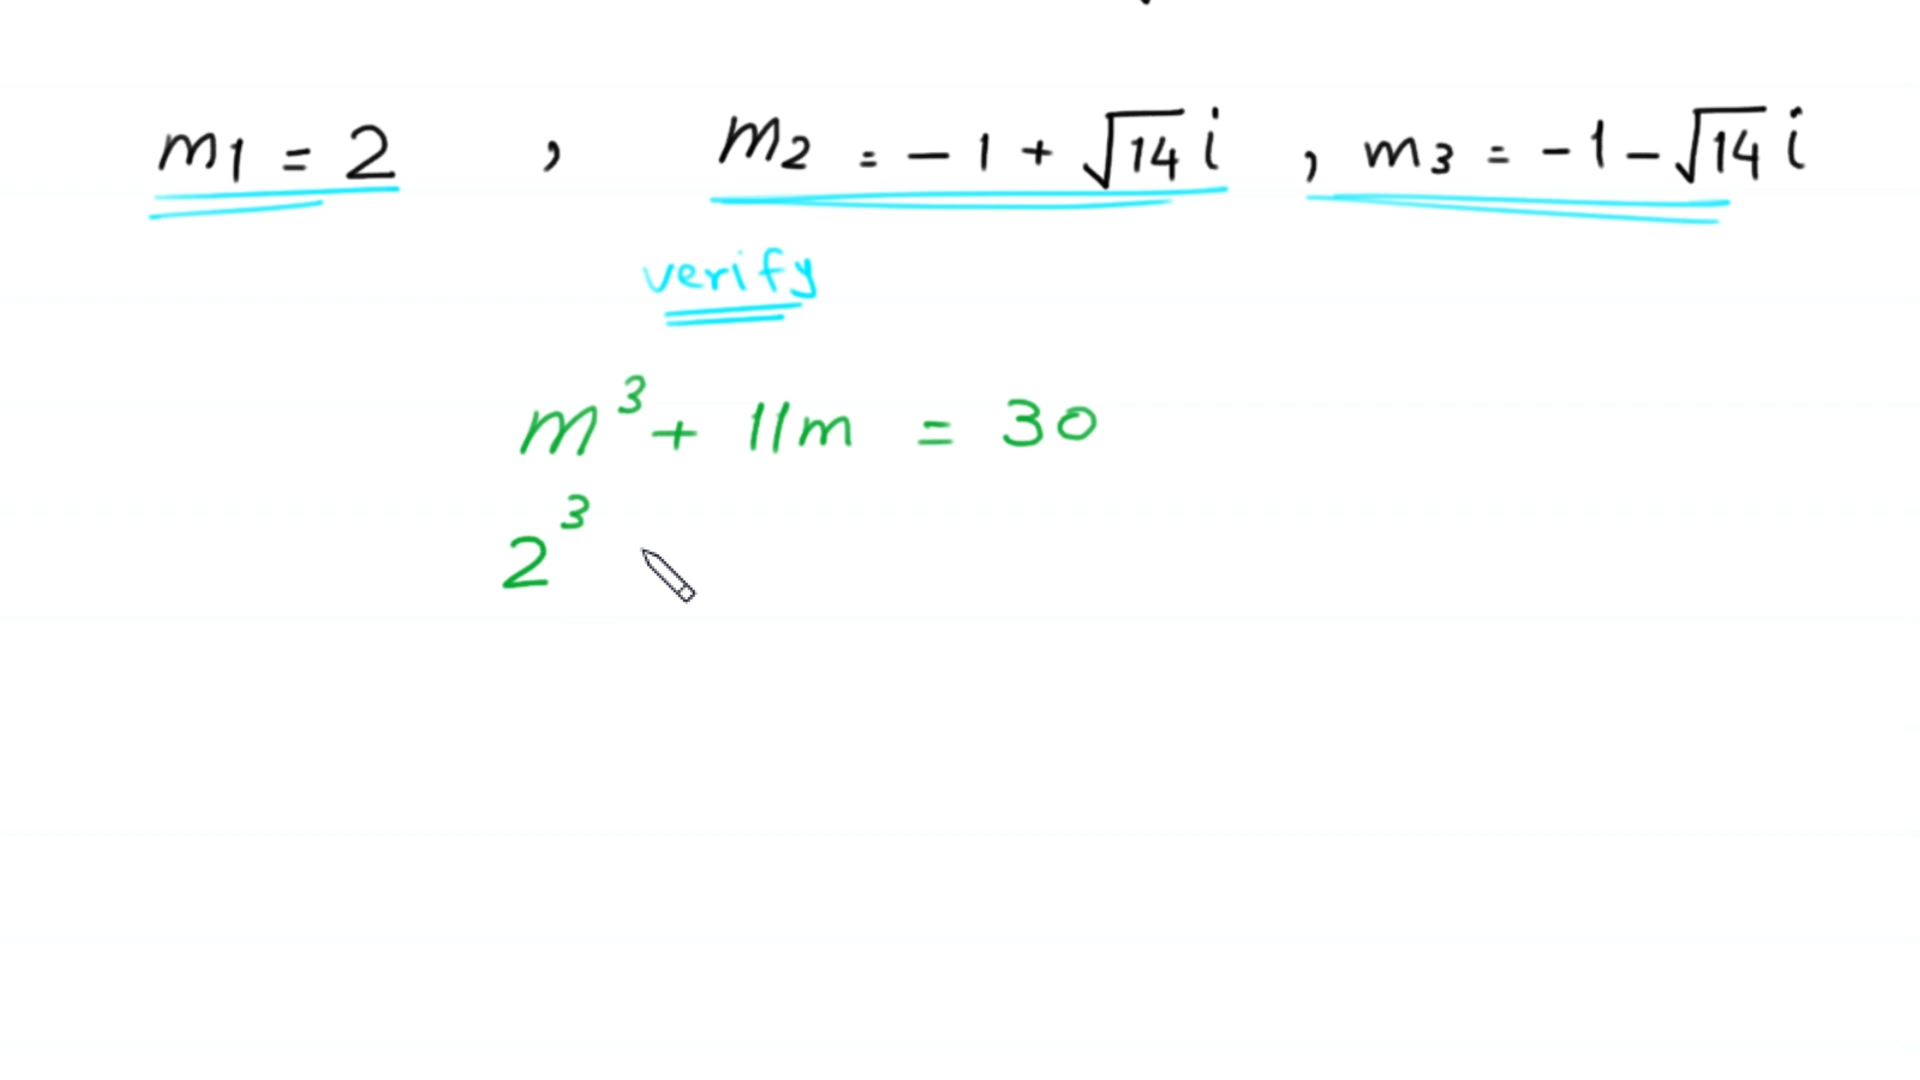 m₁ = 2 , m₂ = -1 + √14 i , m₃ = -1 - √14 i
verify
m³ + 11m = 30
2³